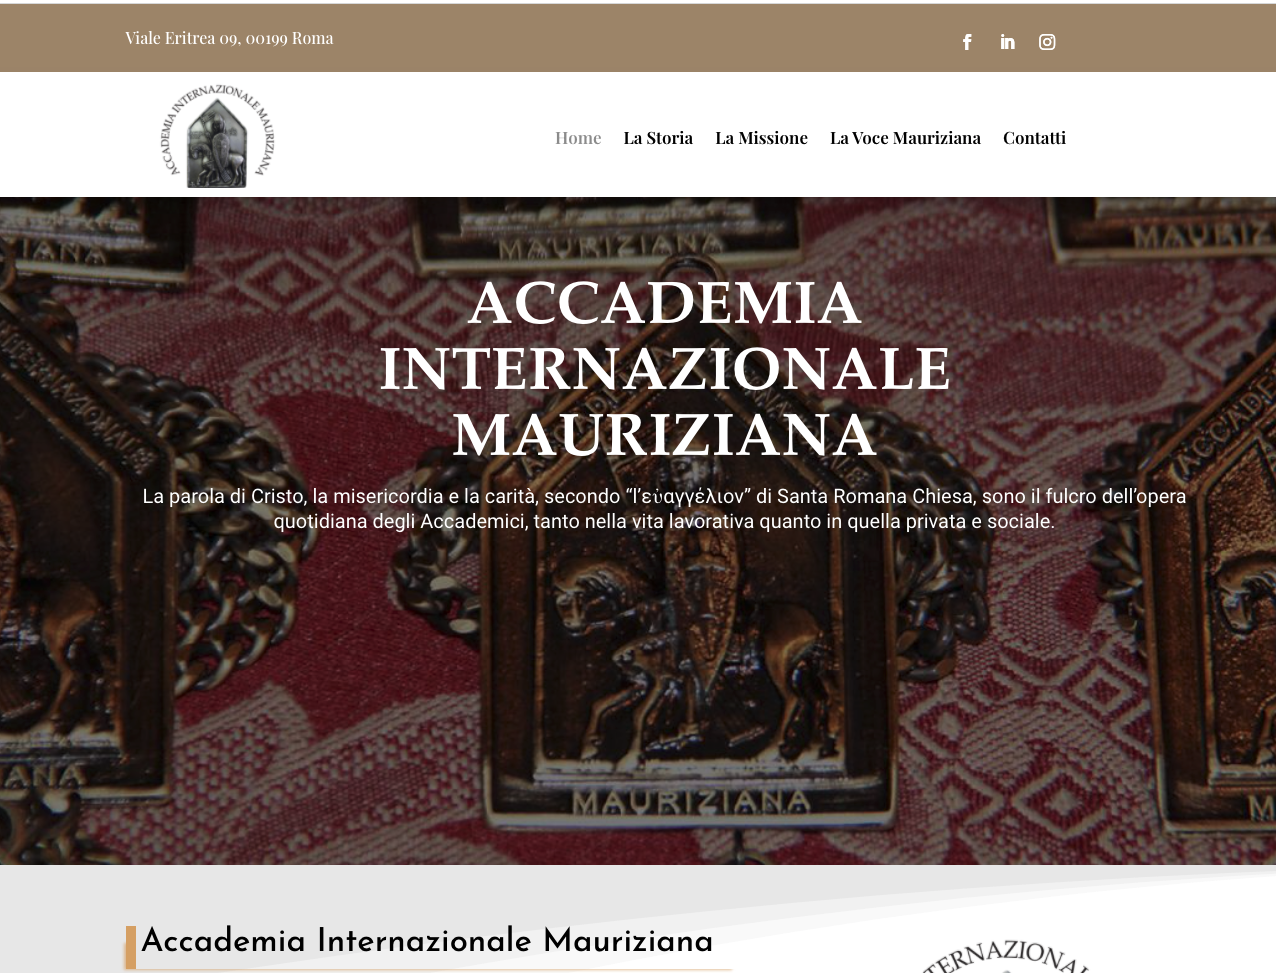 Viale Eritrea 09, 00199 Roma
ACCADEMIA INTERNAZIONALE MAURIZIANA
Home La Storia La Missione La Voce Mauriziana Contatti
MAURIZIANA
ACCADEMIA
INTERNAZIONALE
MAURIZIANA
La parola di Cristo, la misericordia e la carità, secondo “l’εὐαγγέλιον” di Santa Romana Chiesa, sono il fulcro dell’opera
quotidiana degli Accademici, tanto nella vita lavorativa quanto in quella privata e sociale.
MAURIZIANA
Accademia Internazionale Mauriziana